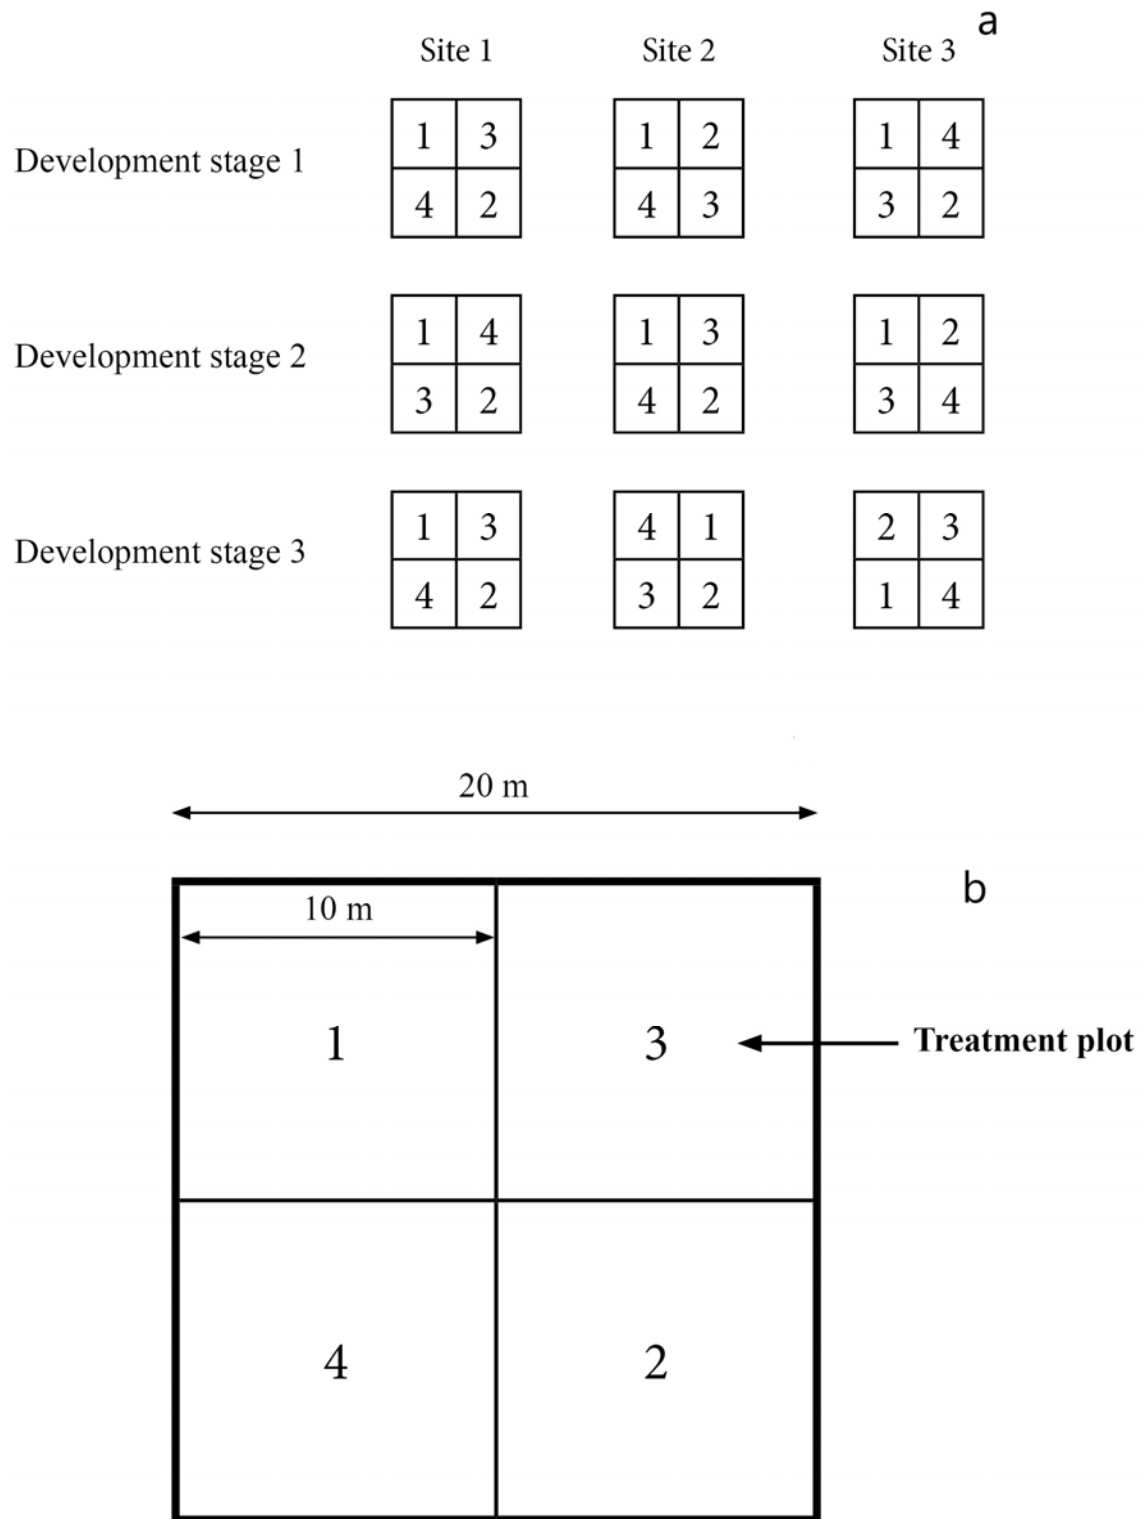 a
Site 1 Site 2 Site 3
Development stage 1
1 3 1 2 1 4
4 2 4 3 3 2
Development stage 2
1 4 1 3 1 2
3 2 4 2 3 4
Development stage 3
1 3 4 1 2 3
4 2 3 2 1 4
20 m
b
10 m
1 3 Treatment plot
4 2